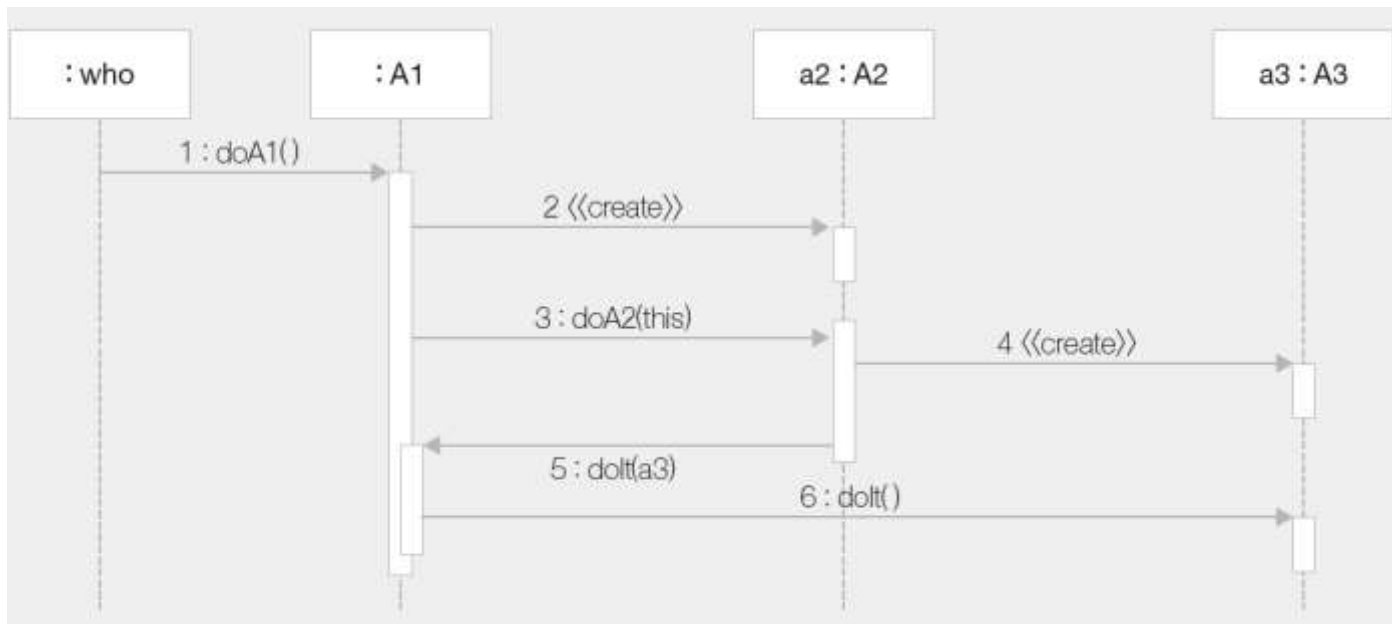 : who
: A1
a2 : A2
a3 : A3
1 : doA1( )
2 《create》
3 : doA2(this)
4 《create》
5 : doIt(a3)
6 : doIt( )